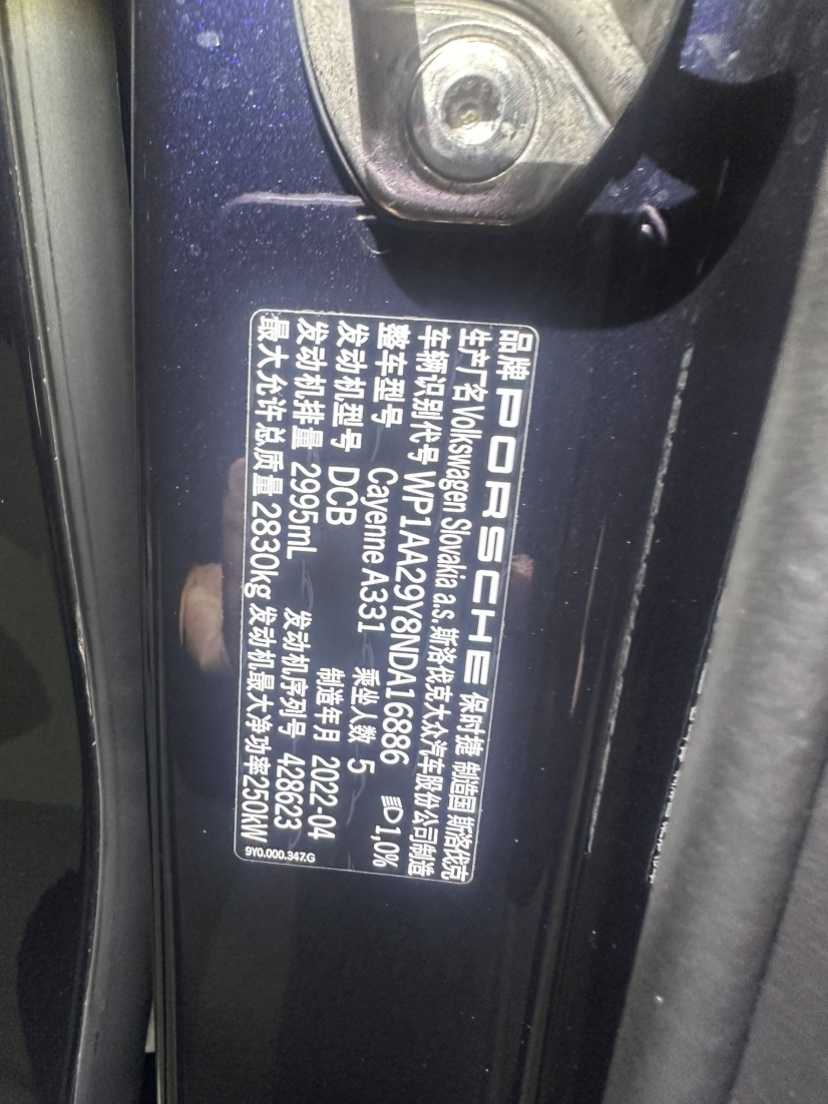 品牌 PORSCHE 保时捷 制造国 斯洛伐克
生产厂名 Volkswagen Slovakia a.s.斯洛伐克大众汽车股份公司制造
车辆识别代号 WP1AA29Y8NDA16886 1,0%
整车型号 Cayenne A331 乘坐人数 5
发动机型号 DCB 制造年月 2022-04
发动机排量 2995mL 发动机序列号 428623
最大允许总质量 2830kg 发动机最大净功率250kW
9Y0.000.347.G